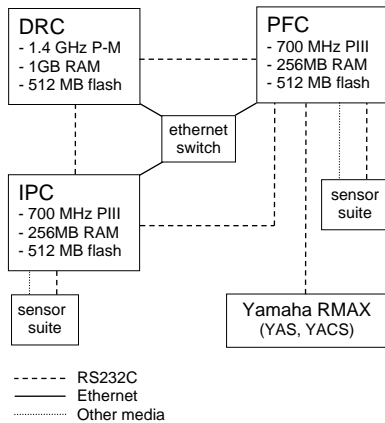 DRC
- 1.4 GHz P-M
- 1GB RAM
- 512 MB flash
PFC
- 700 MHz PIII
- 256MB RAM
- 512 MB flash
ethernet
switch
IPC
- 700 MHz PIII
- 256MB RAM
- 512 MB flash
sensor
suite
sensor
suite
Yamaha RMAX
(YAS, YACS)
RS232C
Ethernet
Other media